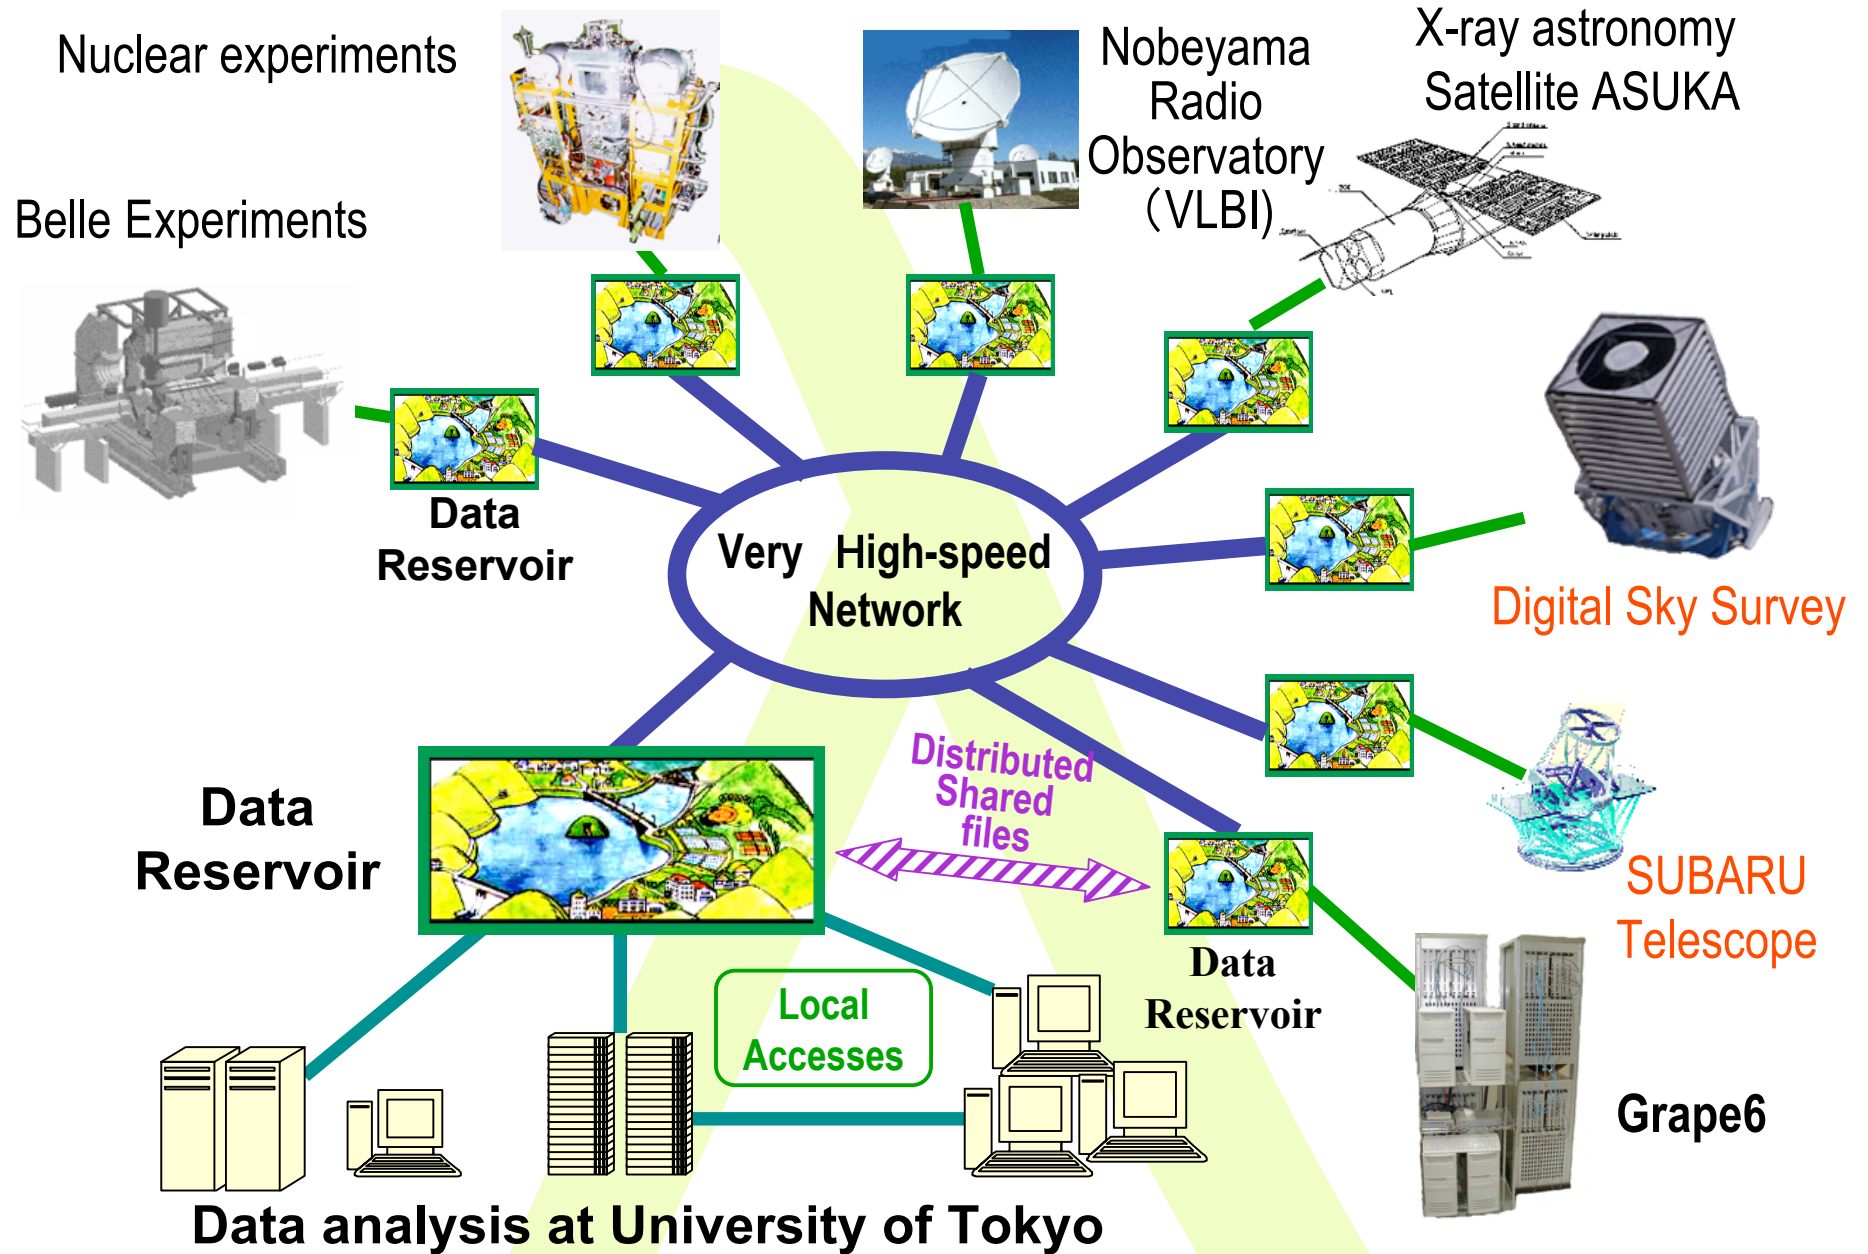 Nuclear experiments
Nobeyama
Radio
Observatory
(VLBI)
X-ray astronomy
Satellite ASUKA
Belle Experiments
Data
Reservoir
Very High-speed
Network
Digital Sky Survey
Distributed
Shared
files
Data
Reservoir
SUBARU
Telescope
Data
Reservoir
Local
Accesses
Grape6
Data analysis at University of Tokyo